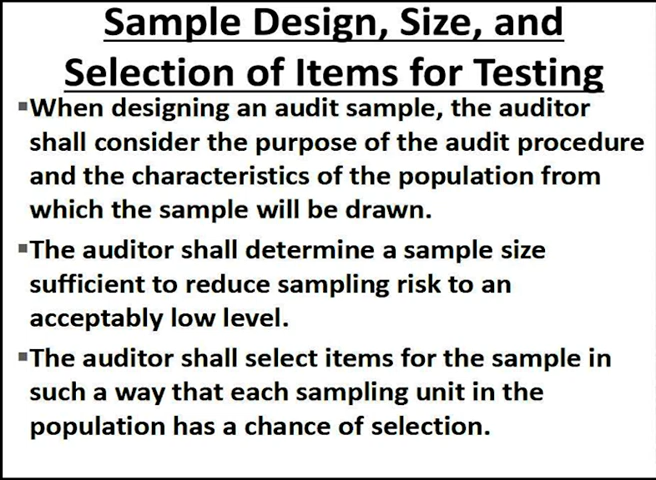 Sample Design, Size, and
Selection of Items for Testing
▪When designing an audit sample, the auditor
shall consider the purpose of the audit procedure
and the characteristics of the population from
which the sample will be drawn.
▪The auditor shall determine a sample size
sufficient to reduce sampling risk to an
acceptably low level.
▪The auditor shall select items for the sample in
such a way that each sampling unit in the
population has a chance of selection.